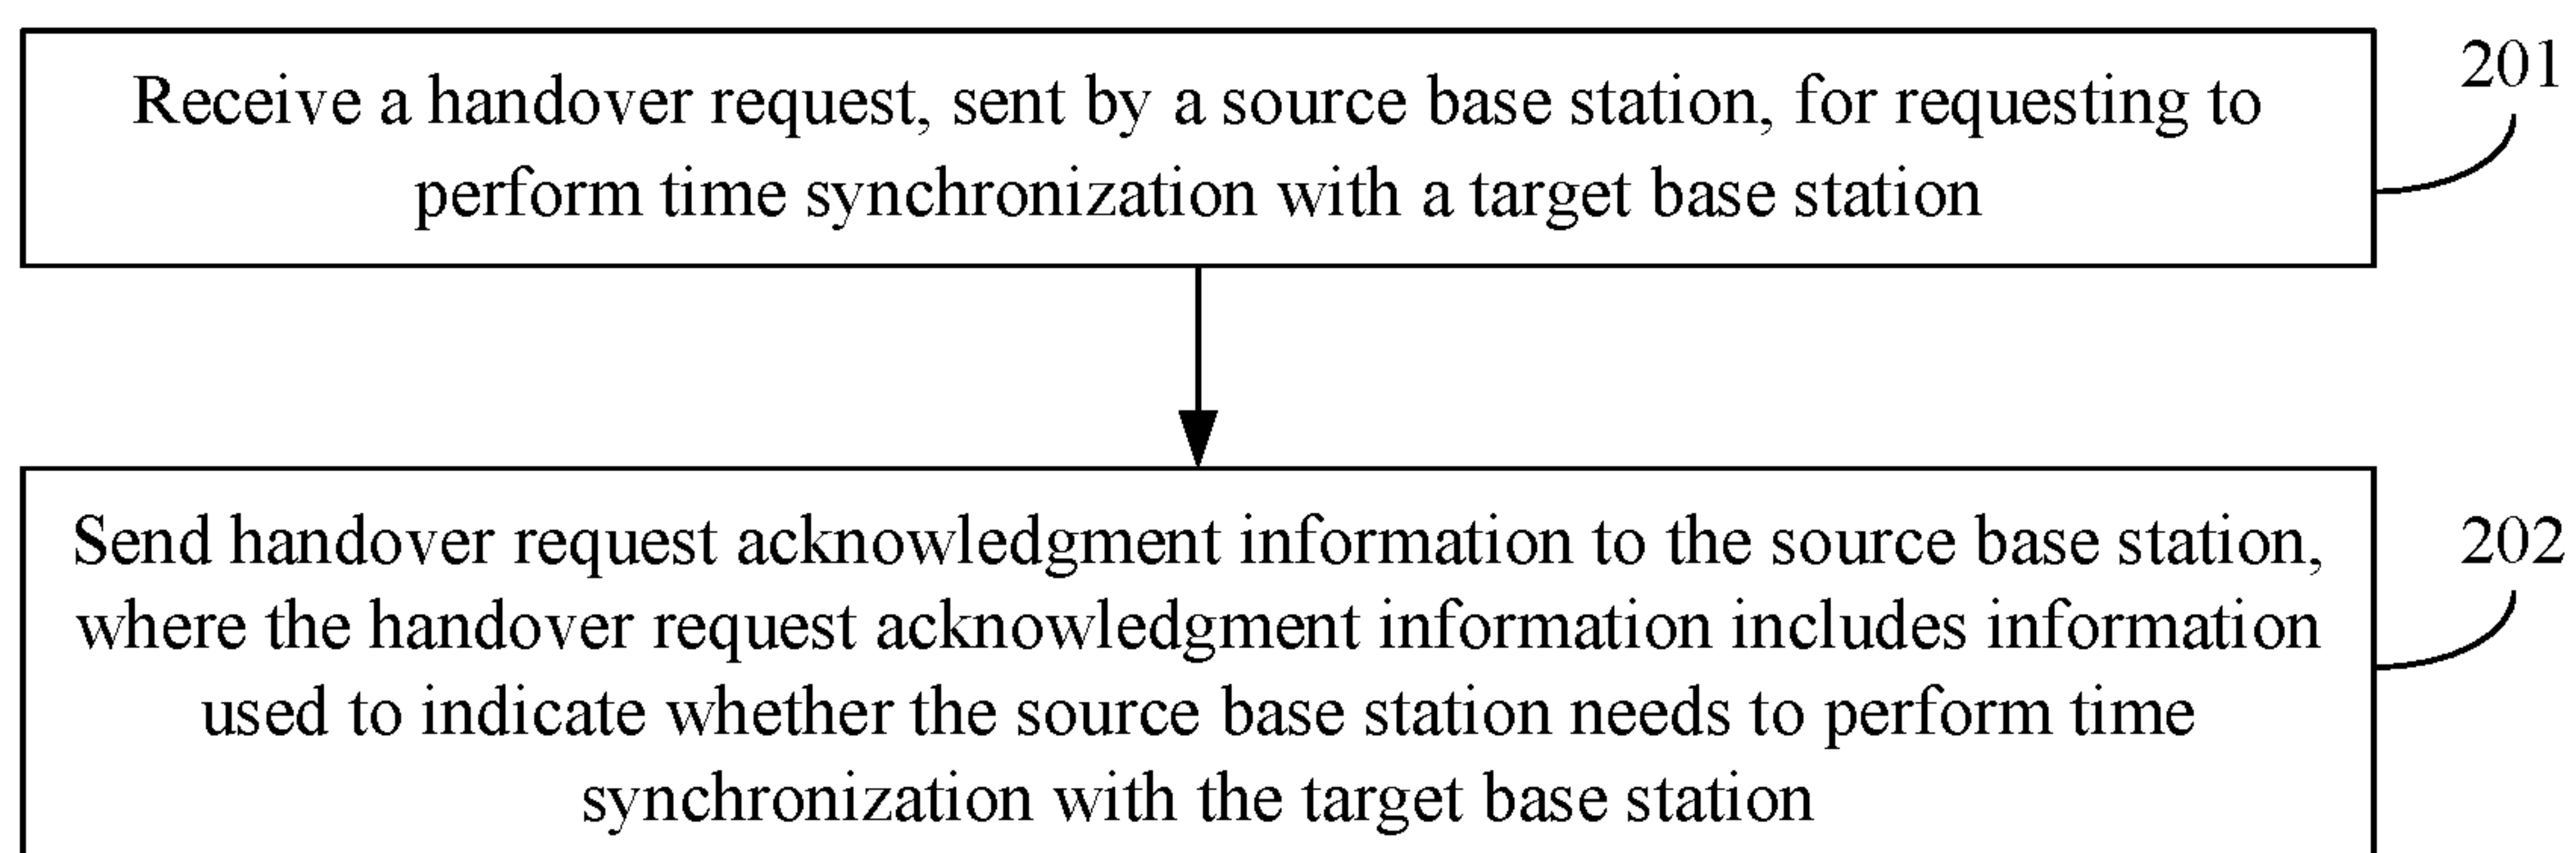 Receive a handover request, sent by a source base station, for requesting to
perform time synchronization with a target base station
201
Send handover request acknowledgment information to the source base station,
where the handover request acknowledgment information includes information
used to indicate whether the source base station needs to perform time
synchronization with the target base station
202